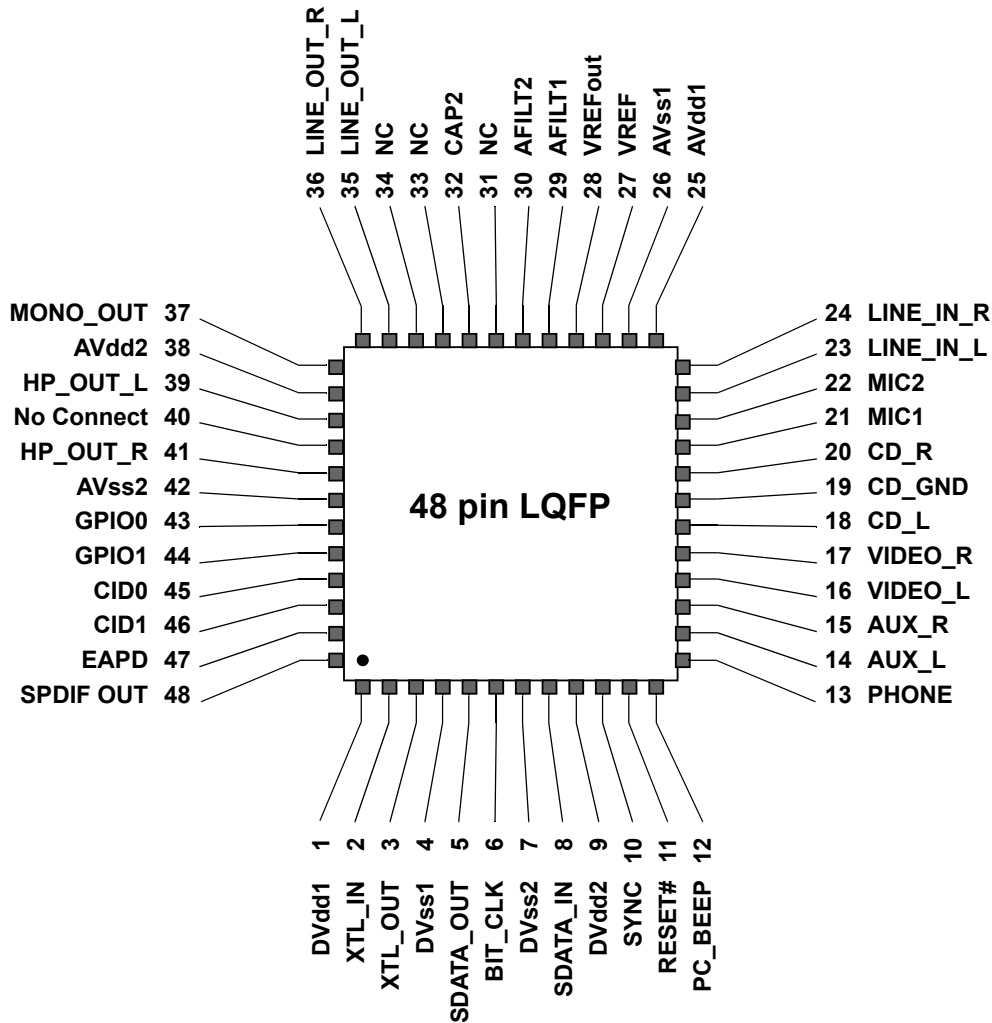 36 LINE_OUT_R
35 LINE_OUT_L
34 NC
33 NC
32 CAP2
31 NC
30 AFILT2
29 AFILT1
28 VREFout
27 VREF
26 AVss1
25 AVdd1
MONO_OUT 37
AVdd2 38
HP_OUT_L 39
No Connect 40
HP_OUT_R 41
AVss2 42
GPIO0 43
GPIO1 44
CID0 45
CID1 46
EAPD 47
SPDIF OUT 48
48 pin LQFP
24 LINE_IN_R
23 LINE_IN_L
22 MIC2
21 MIC1
20 CD_R
19 CD_GND
18 CD_L
17 VIDEO_R
16 VIDEO_L
15 AUX_R
14 AUX_L
13 PHONE
DVdd1 1
XTL_IN 2
XTL_OUT 3
DVss1 4
SDATA_OUT 5
BIT_CLK 6
DVss2 7
SDATA_IN 8
DVdd2 9
SYNC 10
RESET# 11
PC_BEEP 12